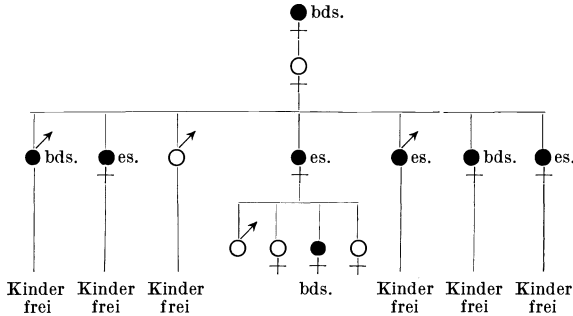 bds.
bds. es. es. es. bds. es.
bds.
Kinder Kinder Kinder Kinder Kinder Kinder
frei frei frei frei frei frei